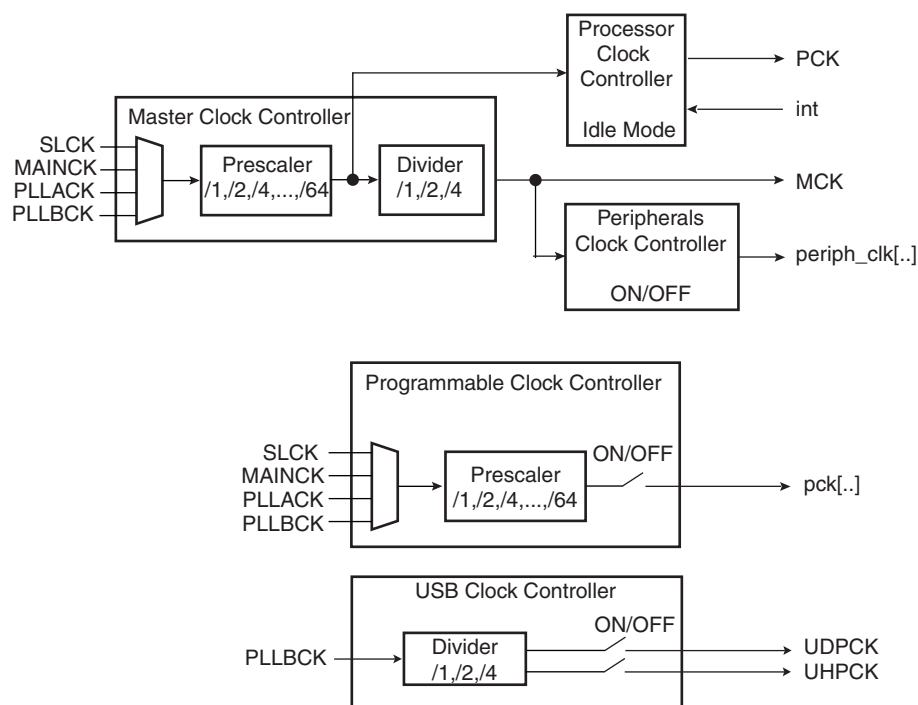 Processor
Clock
Controller
Idle Mode
PCK
int
Master Clock Controller
SLCK
MAINCK
PLLACK
PLLBCK
Prescaler
/1,/2,/4,...,/64
Divider
/1,/2,/4
MCK
Peripherals
Clock Controller
ON/OFF
periph_clk[..]
Programmable Clock Controller
SLCK
MAINCK
PLLACK
PLLBCK
Prescaler
/1,/2,/4,...,/64
ON/OFF
pck[..]
USB Clock Controller
PLLBCK
Divider
/1,/2,/4
ON/OFF
UDPCK
UHPCK